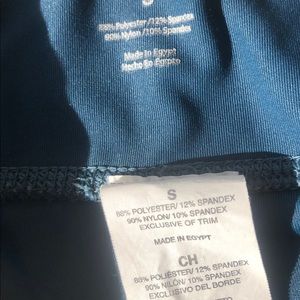 S
88% Polyester/12% Spandex
90% Nylon/10% Spandex
Made in Egypt
Hecho En Egipto
S
88% POLYESTER/ 12% SPANDEX
90% NYLON/ 10% SPANDEX
EXCLUSIVE OF TRIM
MADE IN EGYPT
CH
88% POLIÉSTER/ 12% SPANDEX
90% NILÓN/ 10% SPANDEX
EXCLUSIVO DEL BORDE